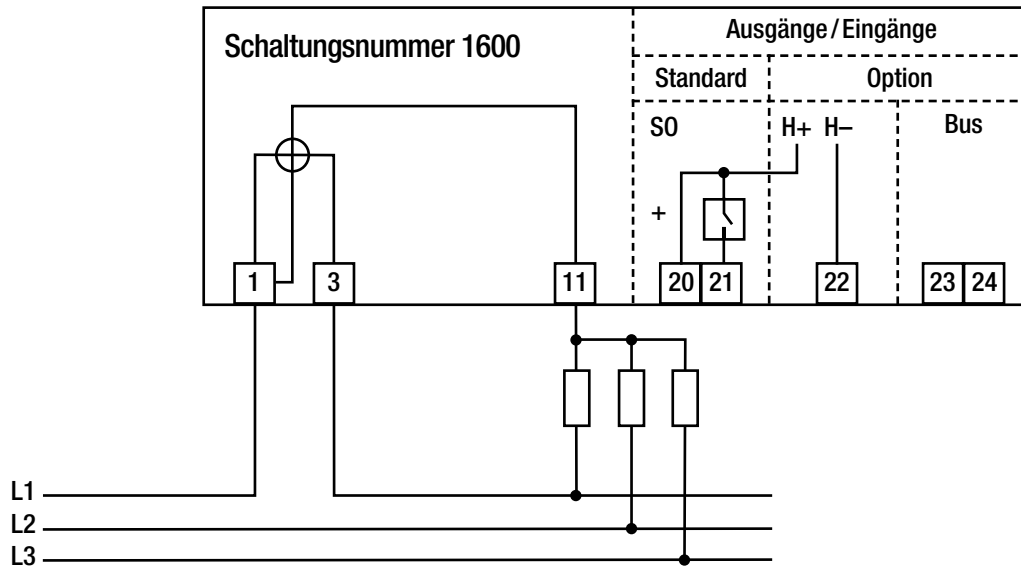 Schaltungsnummer 1600
Ausgänge/Eingänge
Standard Option
S0 H+ H– Bus
+
1 3 11 20 21 22 23 24
L1
L2
L3